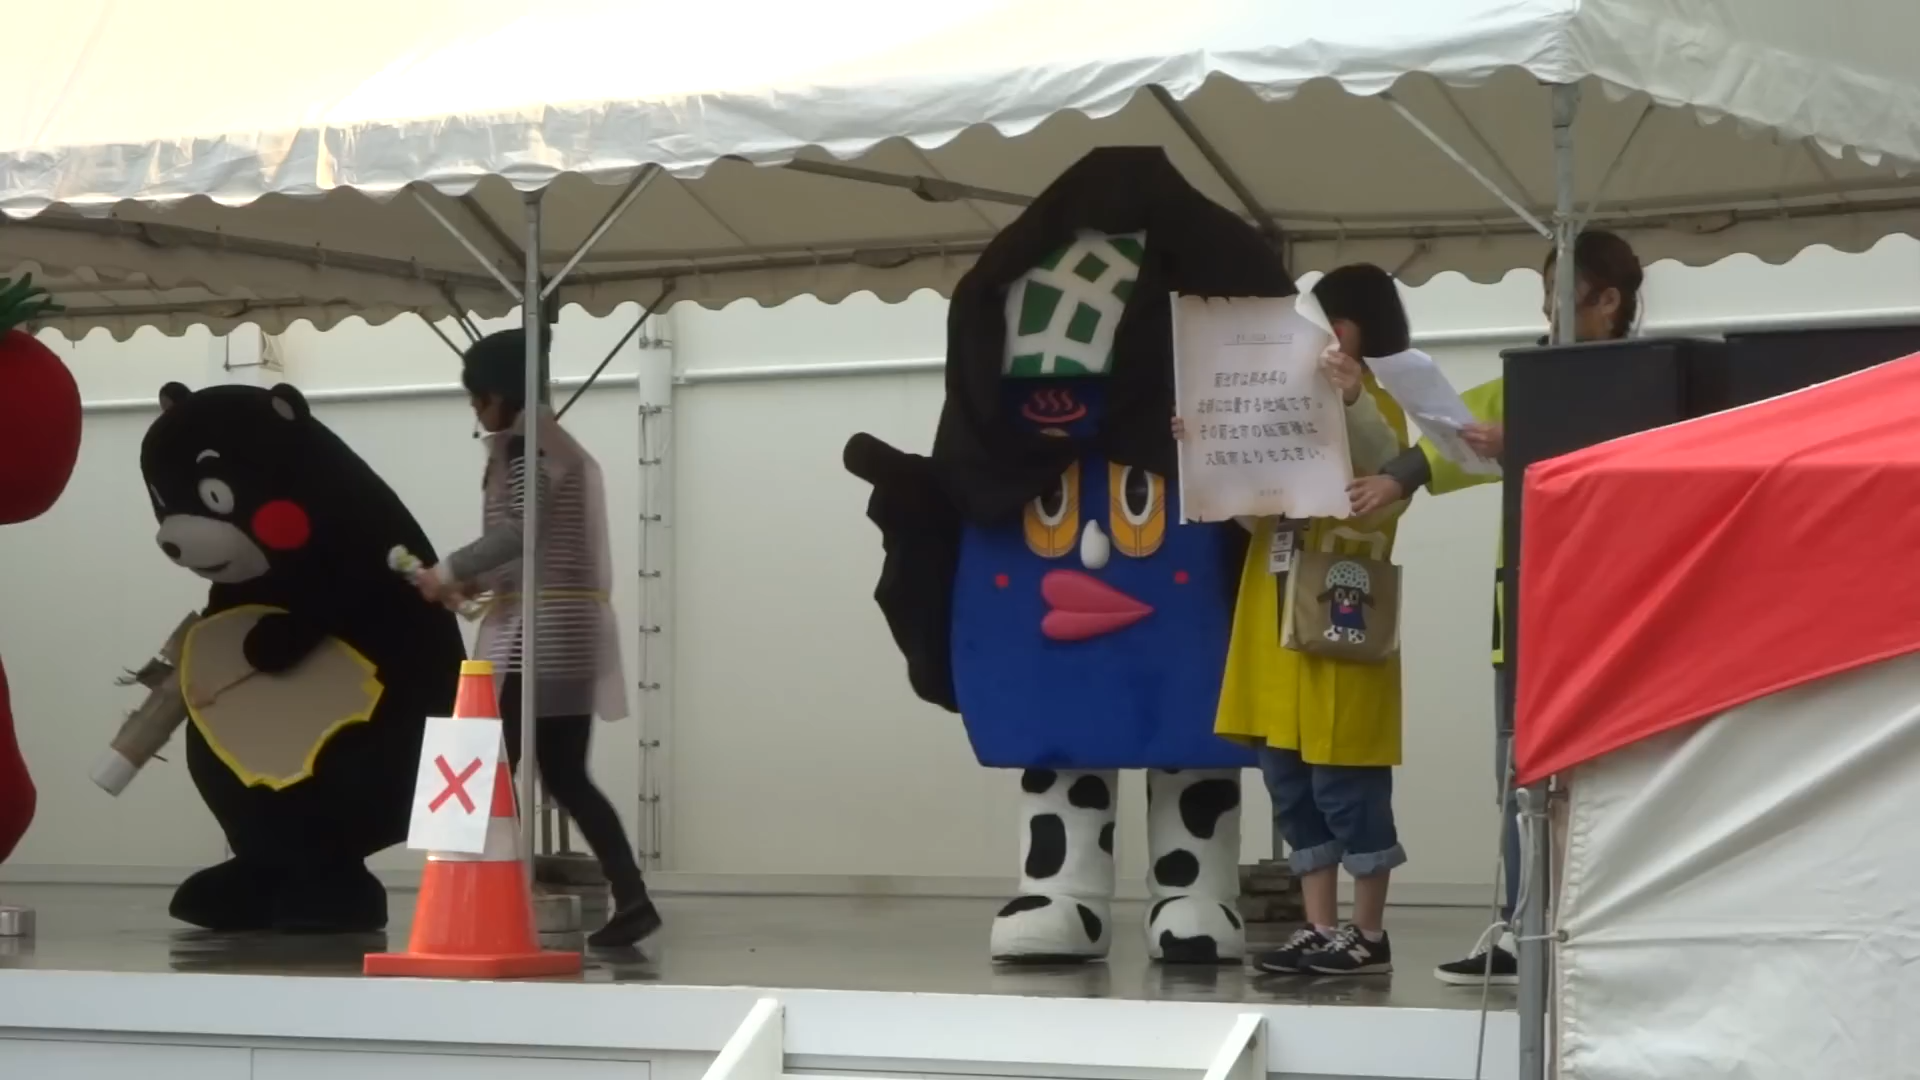 菊池市は熊本県の
北部に位置する地域です。
その菊池市の総面積は
大阪市よりも大きい。
N